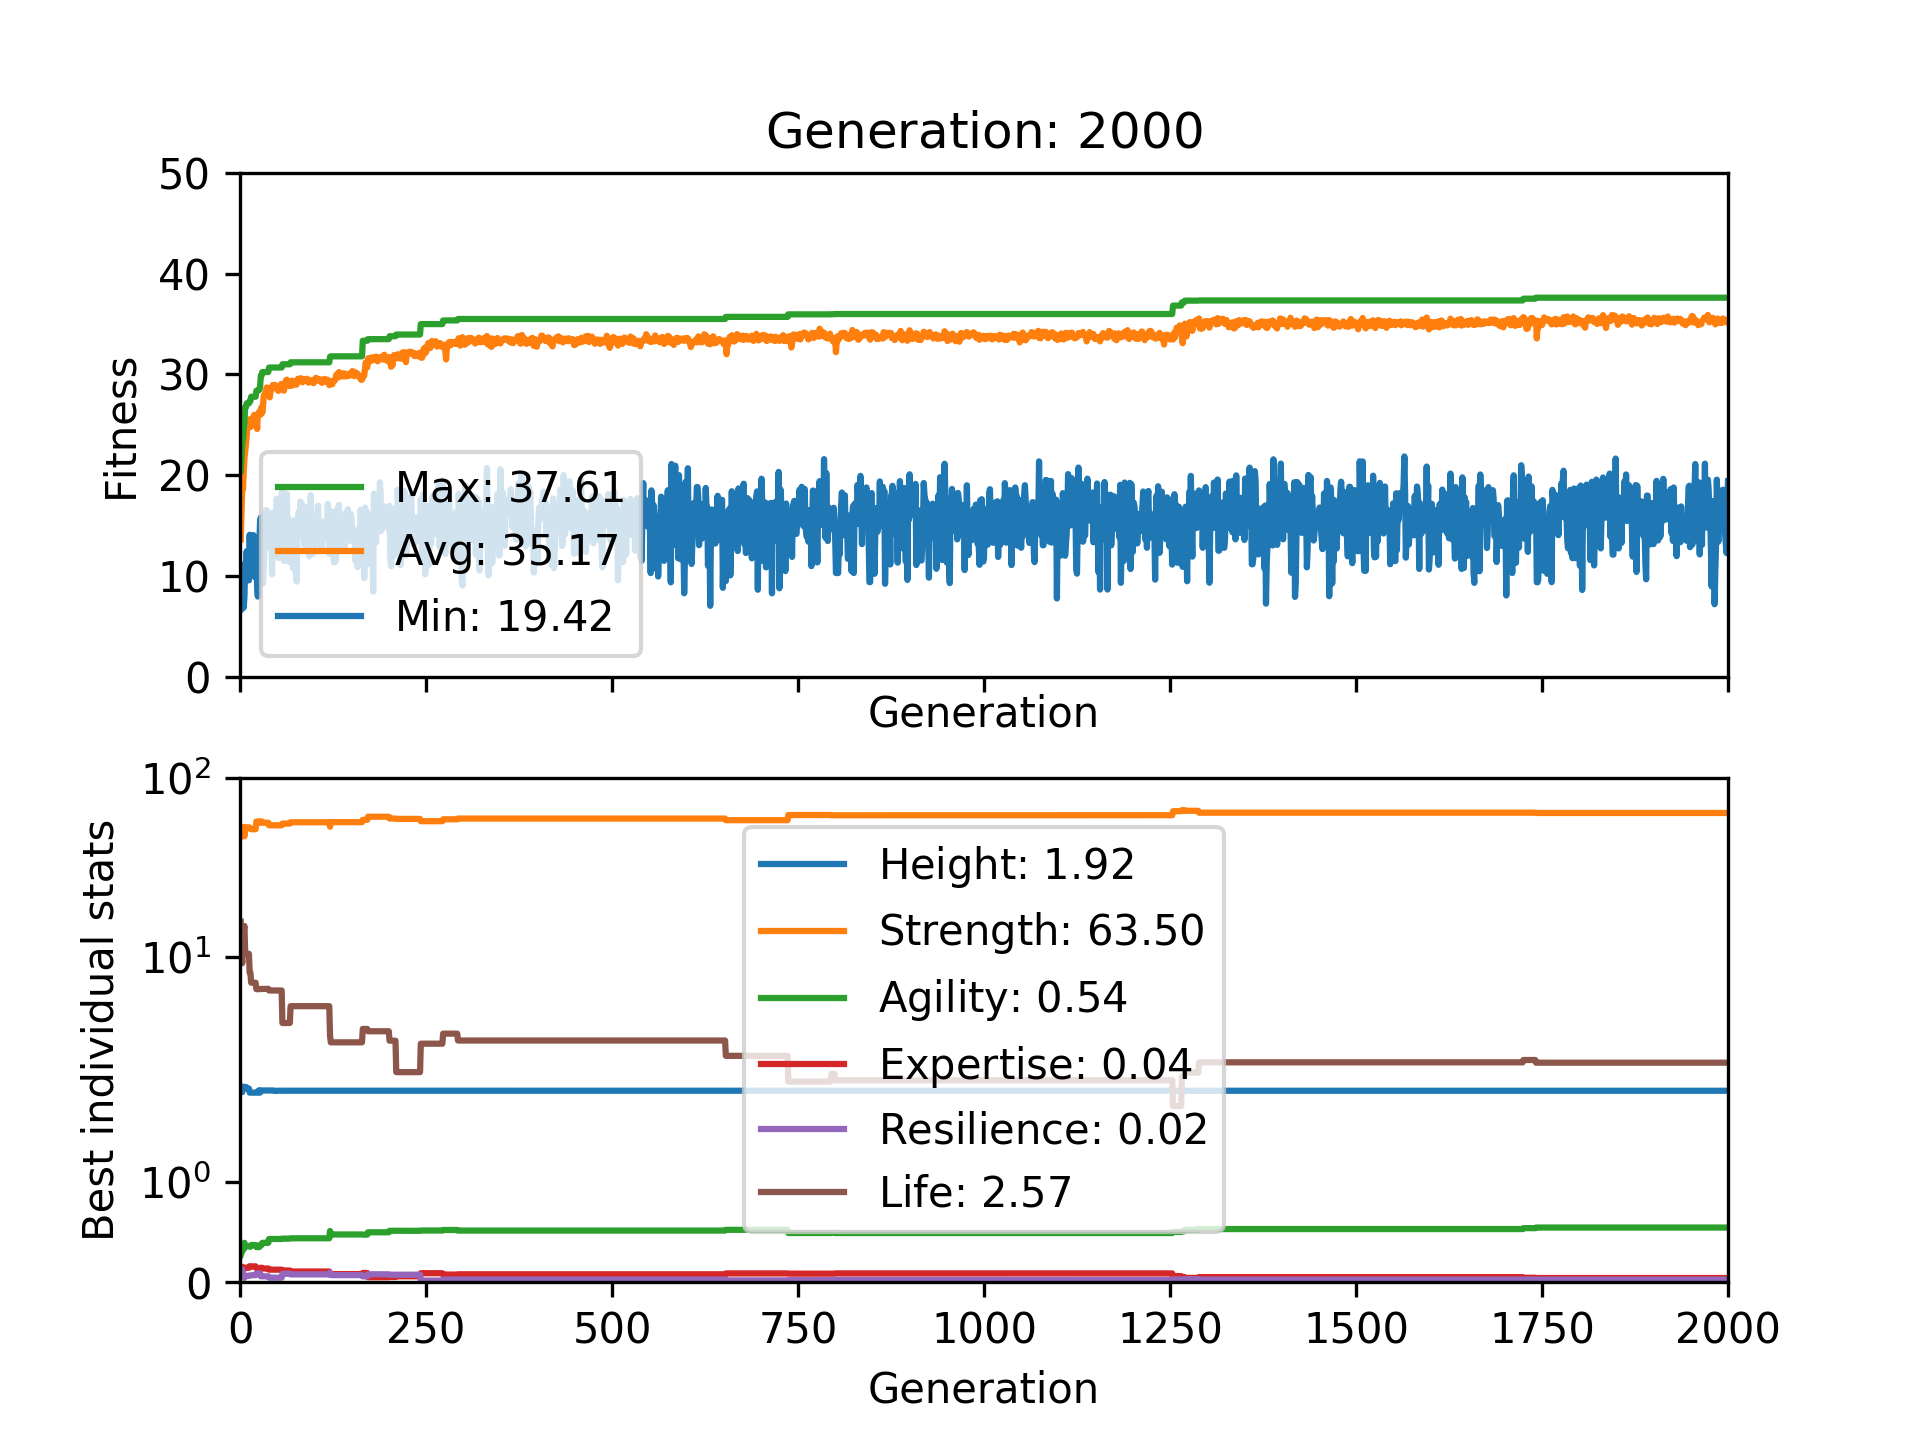 Generation: 2000
50
40
30
20
10
0
Fitness
Max: 37.61
Avg: 35.17
Min: 19.42
Generation
10²
10¹
10⁰
0
Best individual stats
Height: 1.92
Strength: 63.50
Agility: 0.54
Expertise: 0.04
Resilience: 0.02
Life: 2.57
0 250 500 750 1000 1250 1500 1750 2000
Generation